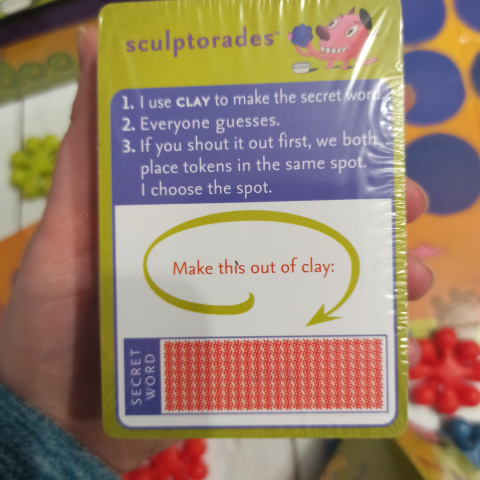 sculptorades™
1. I use CLAY to make the secret word.
2. Everyone guesses.
3. If you shout it out first, we both
place tokens in the same spot.
I choose the spot.
Make this out of clay:
SECRET
WORD